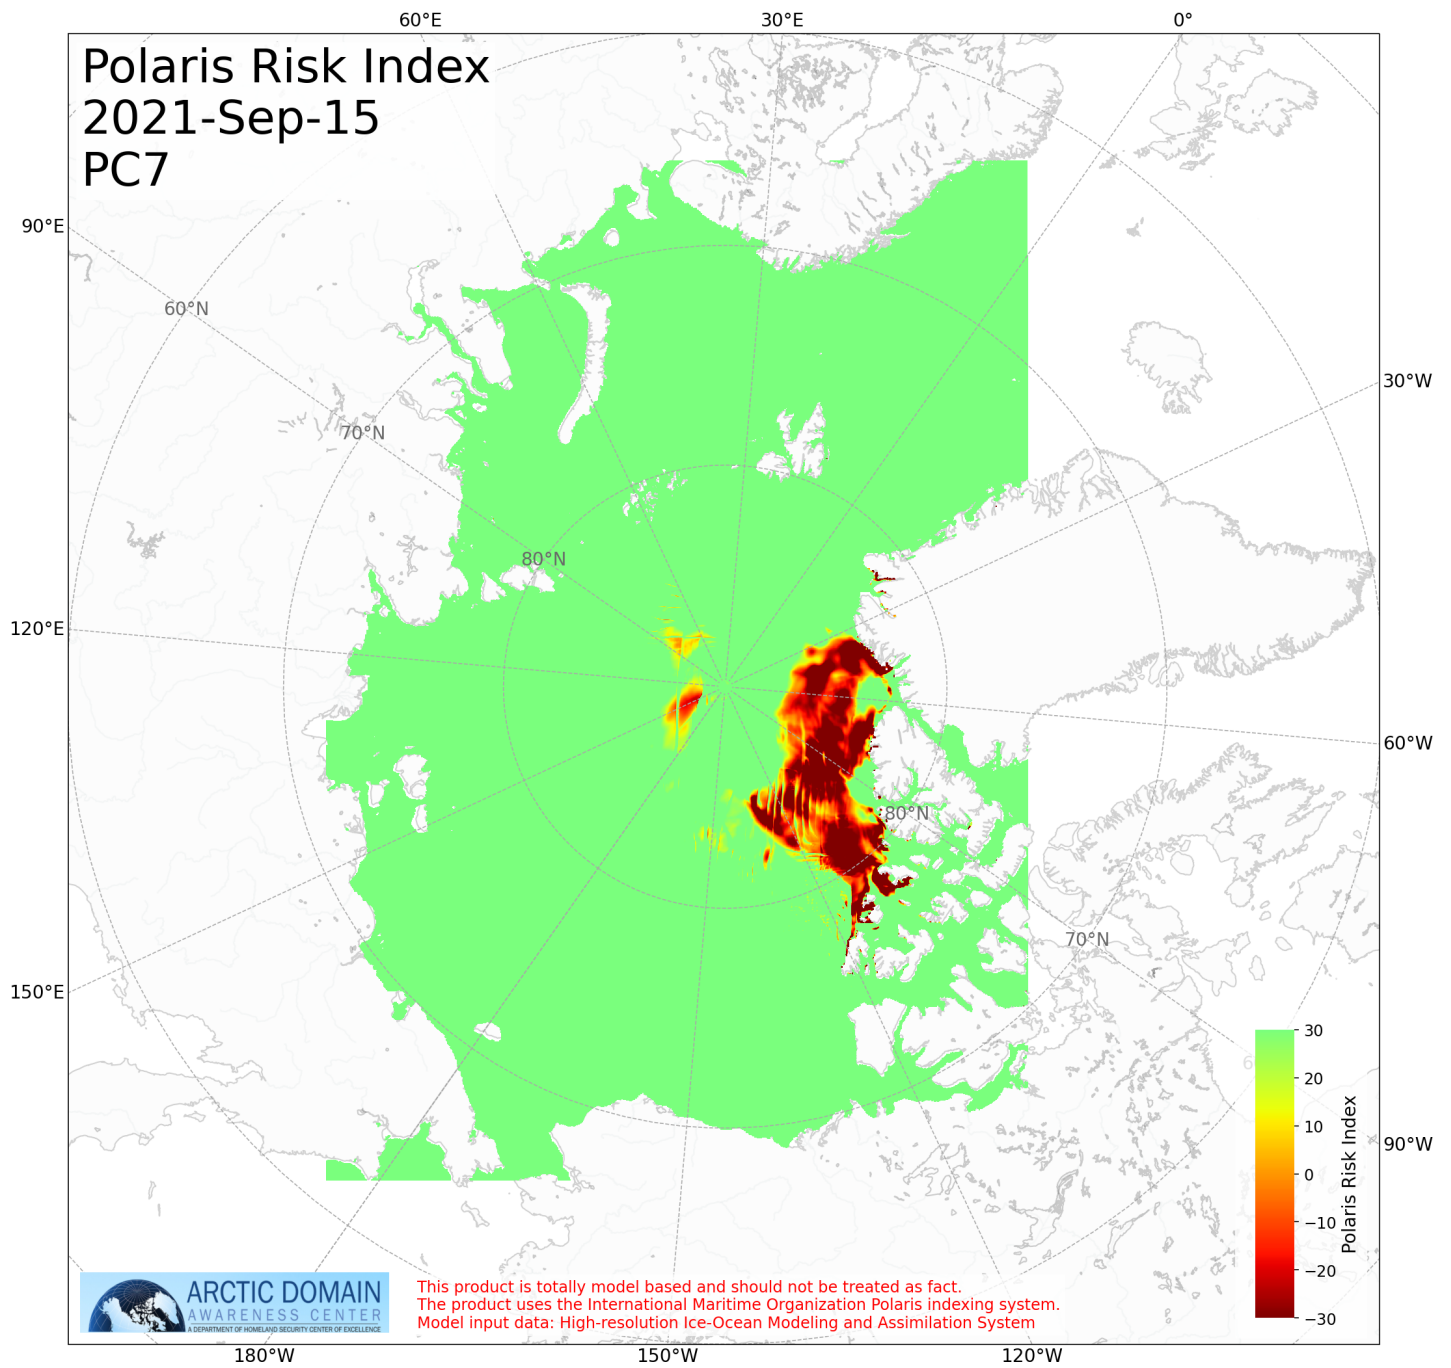 60°E
30°E
0°
Polaris Risk Index
2021-Sep-15
PC7
90°E
60°N
30°W
70°N
80°N
120°E
60°W
80°N
70°N
150°E
30
20
10
0
−10
−20
−30
Polaris Risk Index
90°W
ARCTIC DOMAIN
AWARENESS CENTER
A DEPARTMENT OF HOMELAND SECURITY CENTER OF EXCELLENCE
This product is totally model based and should not be treated as fact.
The product uses the International Maritime Organization Polaris indexing system.
Model input data: High-resolution Ice-Ocean Modeling and Assimilation System
180°W
150°W
120°W